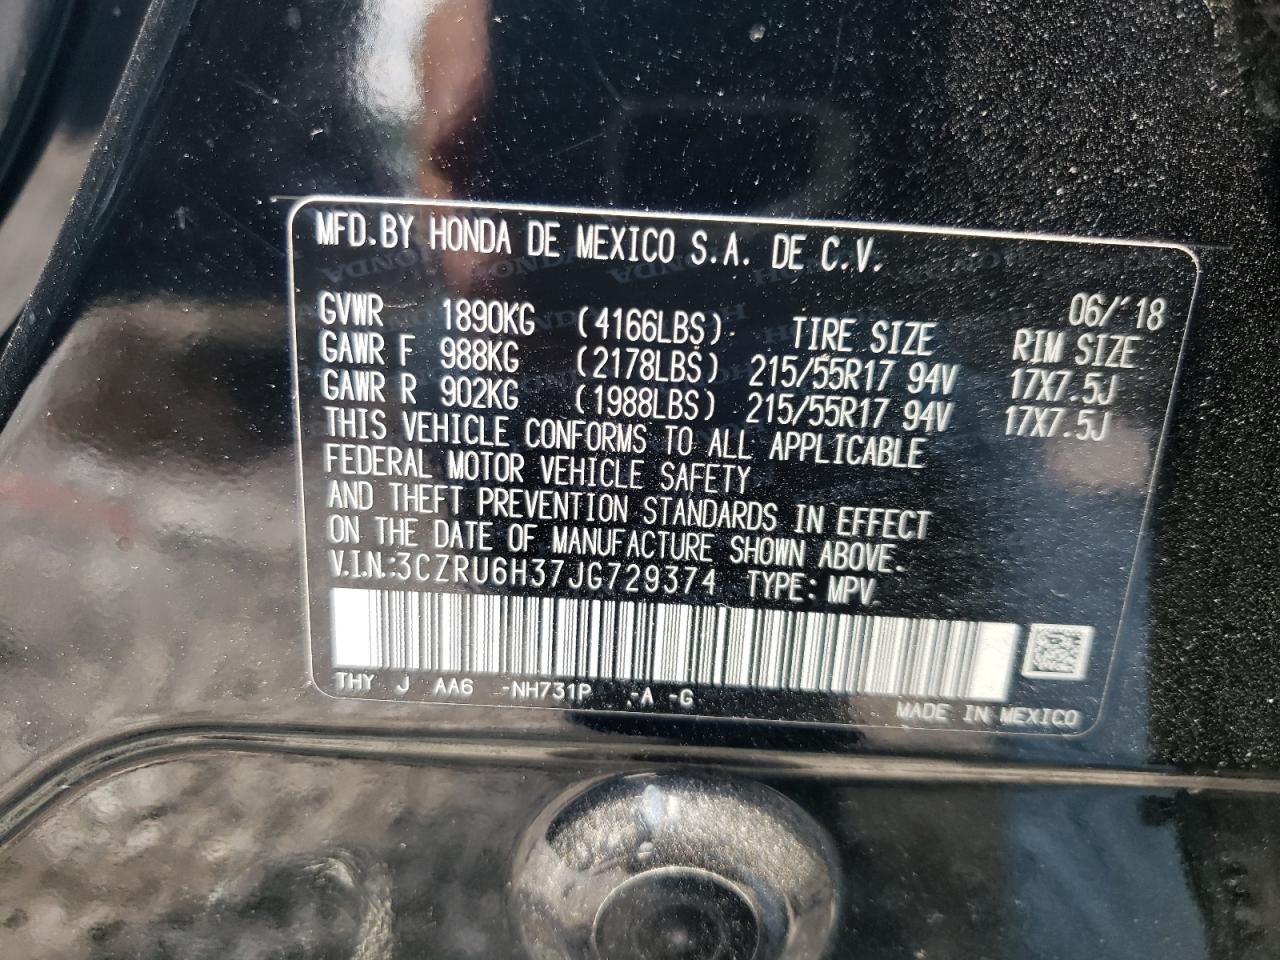 MFD.BY HONDA DE MEXICO S.A. DE C.V.
06/'18
GVWR 1890KG (4166LBS) TIRE SIZE RIM SIZE
GAWR F 988KG (2178LBS) 215/55R17 94V 17X7.5J
GAWR R 902KG (1988LBS) 215/55R17 94V 17X7.5J
THIS VEHICLE CONFORMS TO ALL APPLICABLE
FEDERAL MOTOR VEHICLE SAFETY
AND THEFT PREVENTION STANDARDS IN EFFECT
ON THE DATE OF MANUFACTURE SHOWN ABOVE.
V.I.N.:3CZRU6H37JG729374 TYPE: MPV
THY J AA6 -NH731P -A -G
MADE IN MEXICO